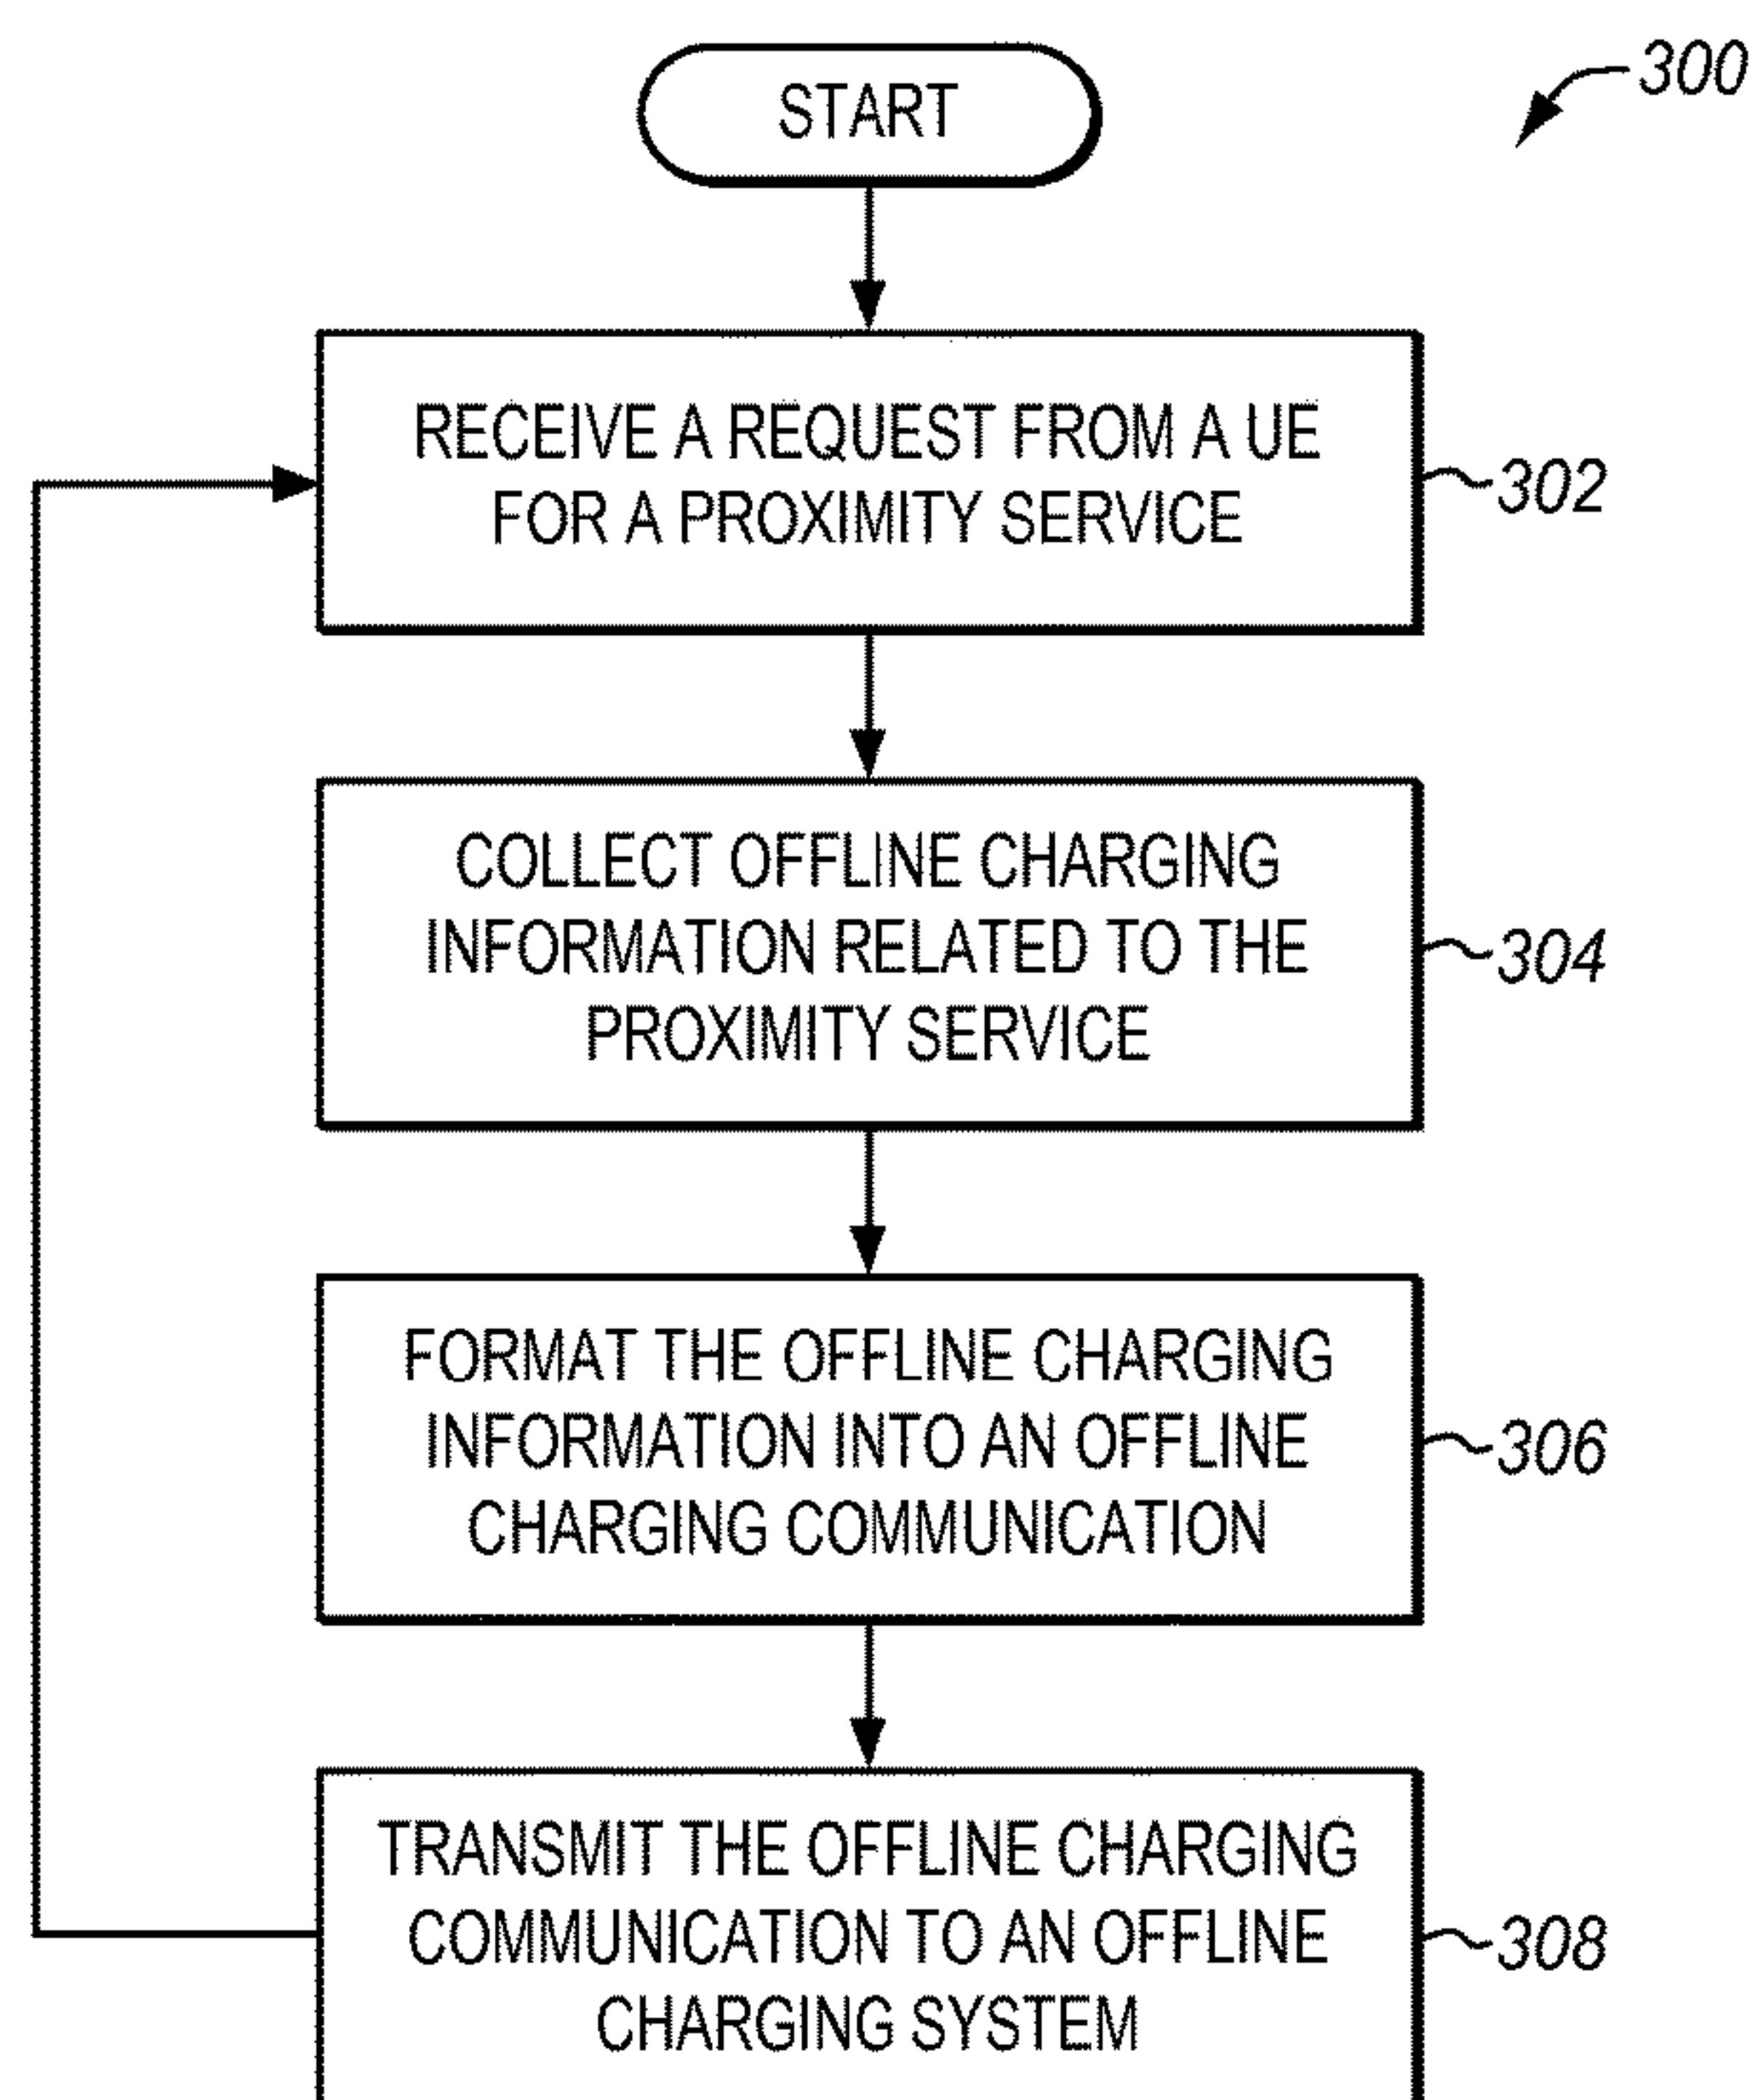 START
300
RECEIVE A REQUEST FROM A UE
FOR A PROXIMITY SERVICE
302
COLLECT OFFLINE CHARGING
INFORMATION RELATED TO THE
PROXIMITY SERVICE
304
FORMAT THE OFFLINE CHARGING
INFORMATION INTO AN OFFLINE
CHARGING COMMUNICATION
306
TRANSMIT THE OFFLINE CHARGING
COMMUNICATION TO AN OFFLINE
CHARGING SYSTEM
308